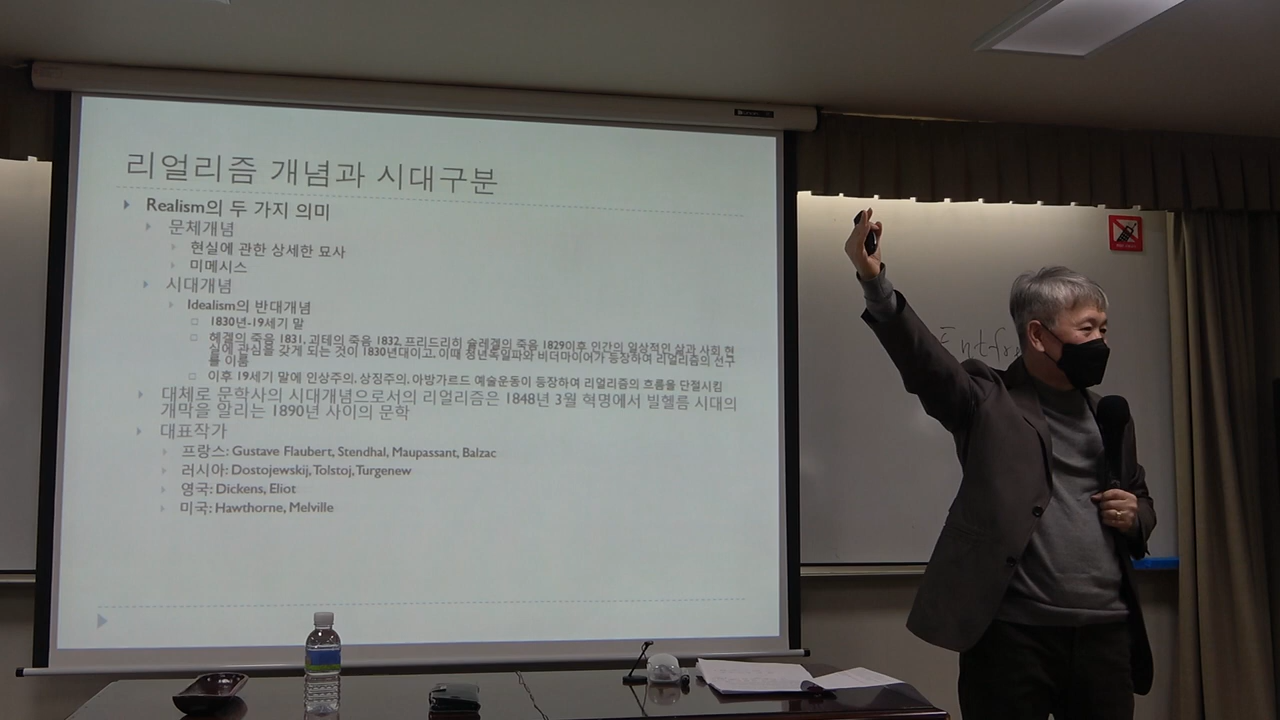 리얼리즘 개념과 시대구분
Realism의 두 가지 의미
문체개념
현실에 관한 상세한 묘사
미메시스
시대개념
Idealism의 반대개념
1830년-19세기 말
헤겔의 죽음 1831, 괴테의 죽음 1832, 프리드리히 슐레겔의 죽음 1829이후 인간의 일상적인 삶과 사회 현
실에 관심을 갖게 되는 것이 1830년대이고, 이때 청년독일파와 비더마이어가 등장하여 리얼리즘의 선구
를 이룸
이후 19세기 말에 인상주의, 상징주의, 아방가르드 예술운동이 등장하여 리얼리즘의 흐름을 단절시킴
대체로 문학사의 시대개념으로서의 리얼리즘은 1848년 3월 혁명에서 빌헬름 시대의
개막을 알리는 1890년 사이의 문학
대표작가
프랑스: Gustave Flaubert, Stendhal, Maupassant, Balzac
러시아: Dostojewskij, Tolstoj, Turgenew
영국: Dickens, Eliot
미국: Hawthorne, Melville